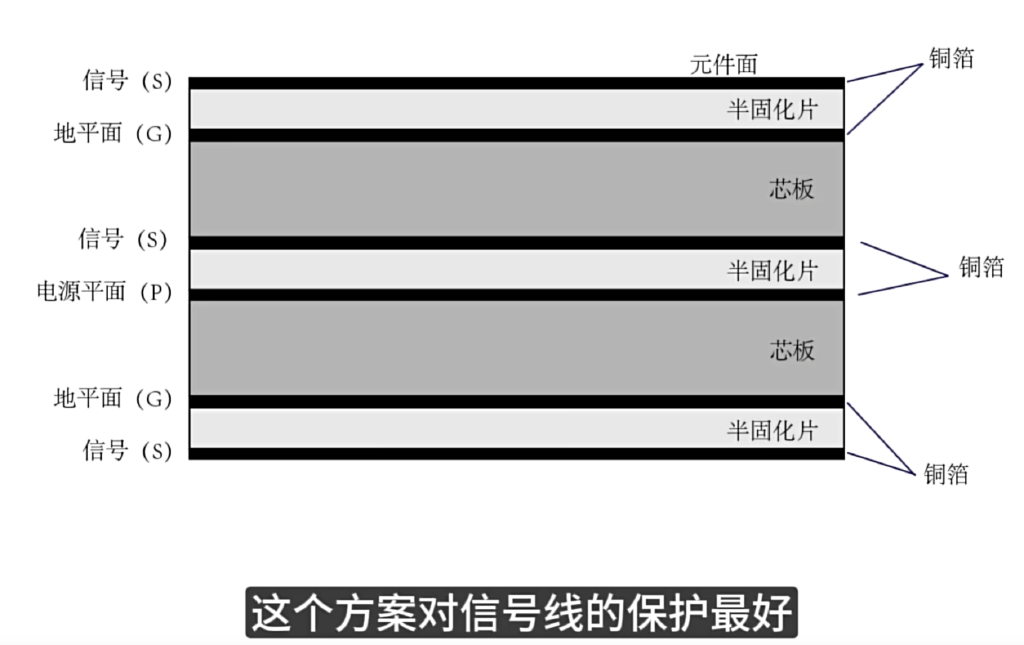 元件面
铜箔
信号（S）
半固化片
地平面（G）
芯板
信号（S）
半固化片
铜箔
电源平面（P）
芯板
地平面（G）
半固化片
信号（S）
铜箔
这个方案对信号线的保护最好